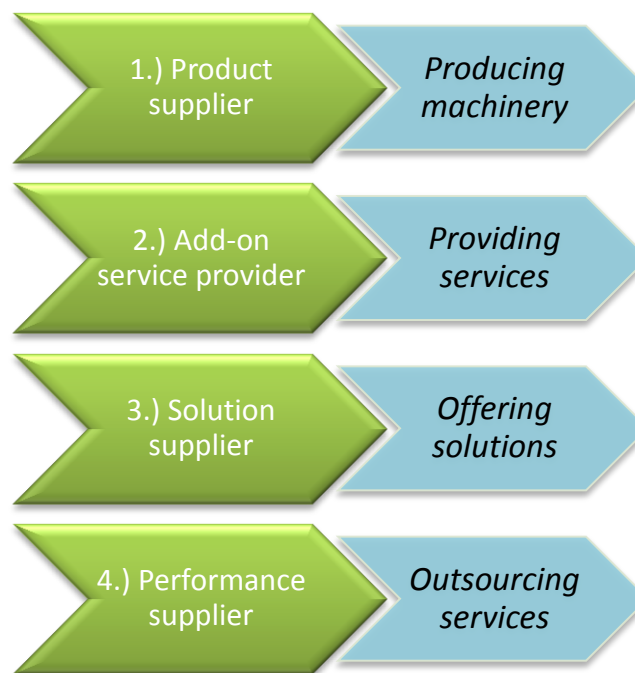 1.) Product
supplier
Producing
machinery
2.) Add-on
service provider
Providing
services
3.) Solution
supplier
Offering
solutions
4.) Performance
supplier
Outsourcing
services